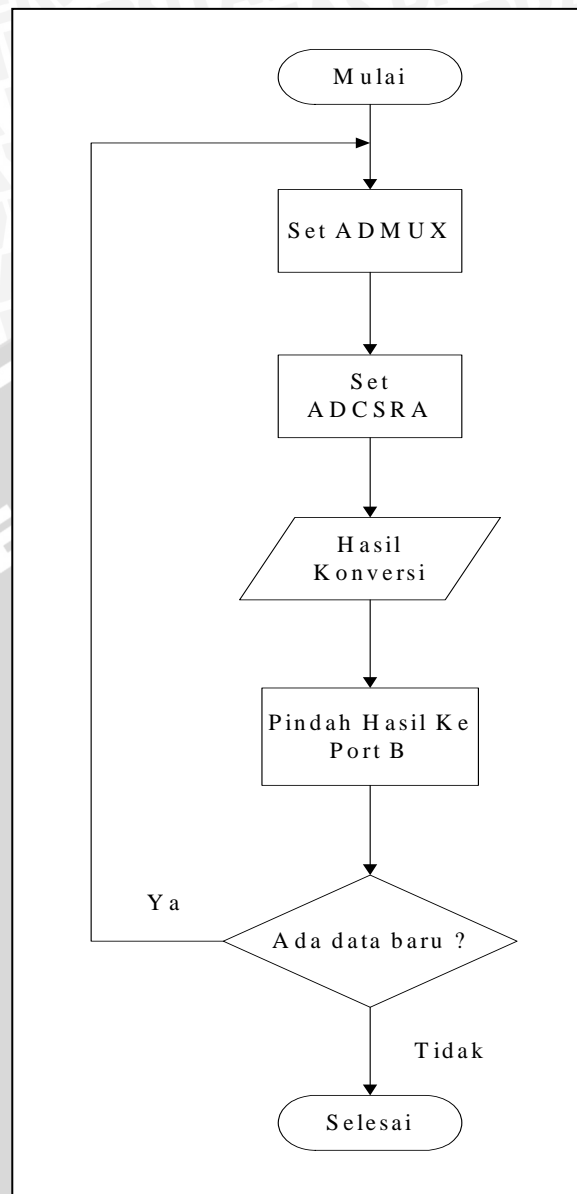 Mulai
Set ADMUX
Set
ADCSRA
Hasil
Konversi
Pindah Hasil Ke
Port B
Ya
Ada data baru ?
Tidak
Selesai